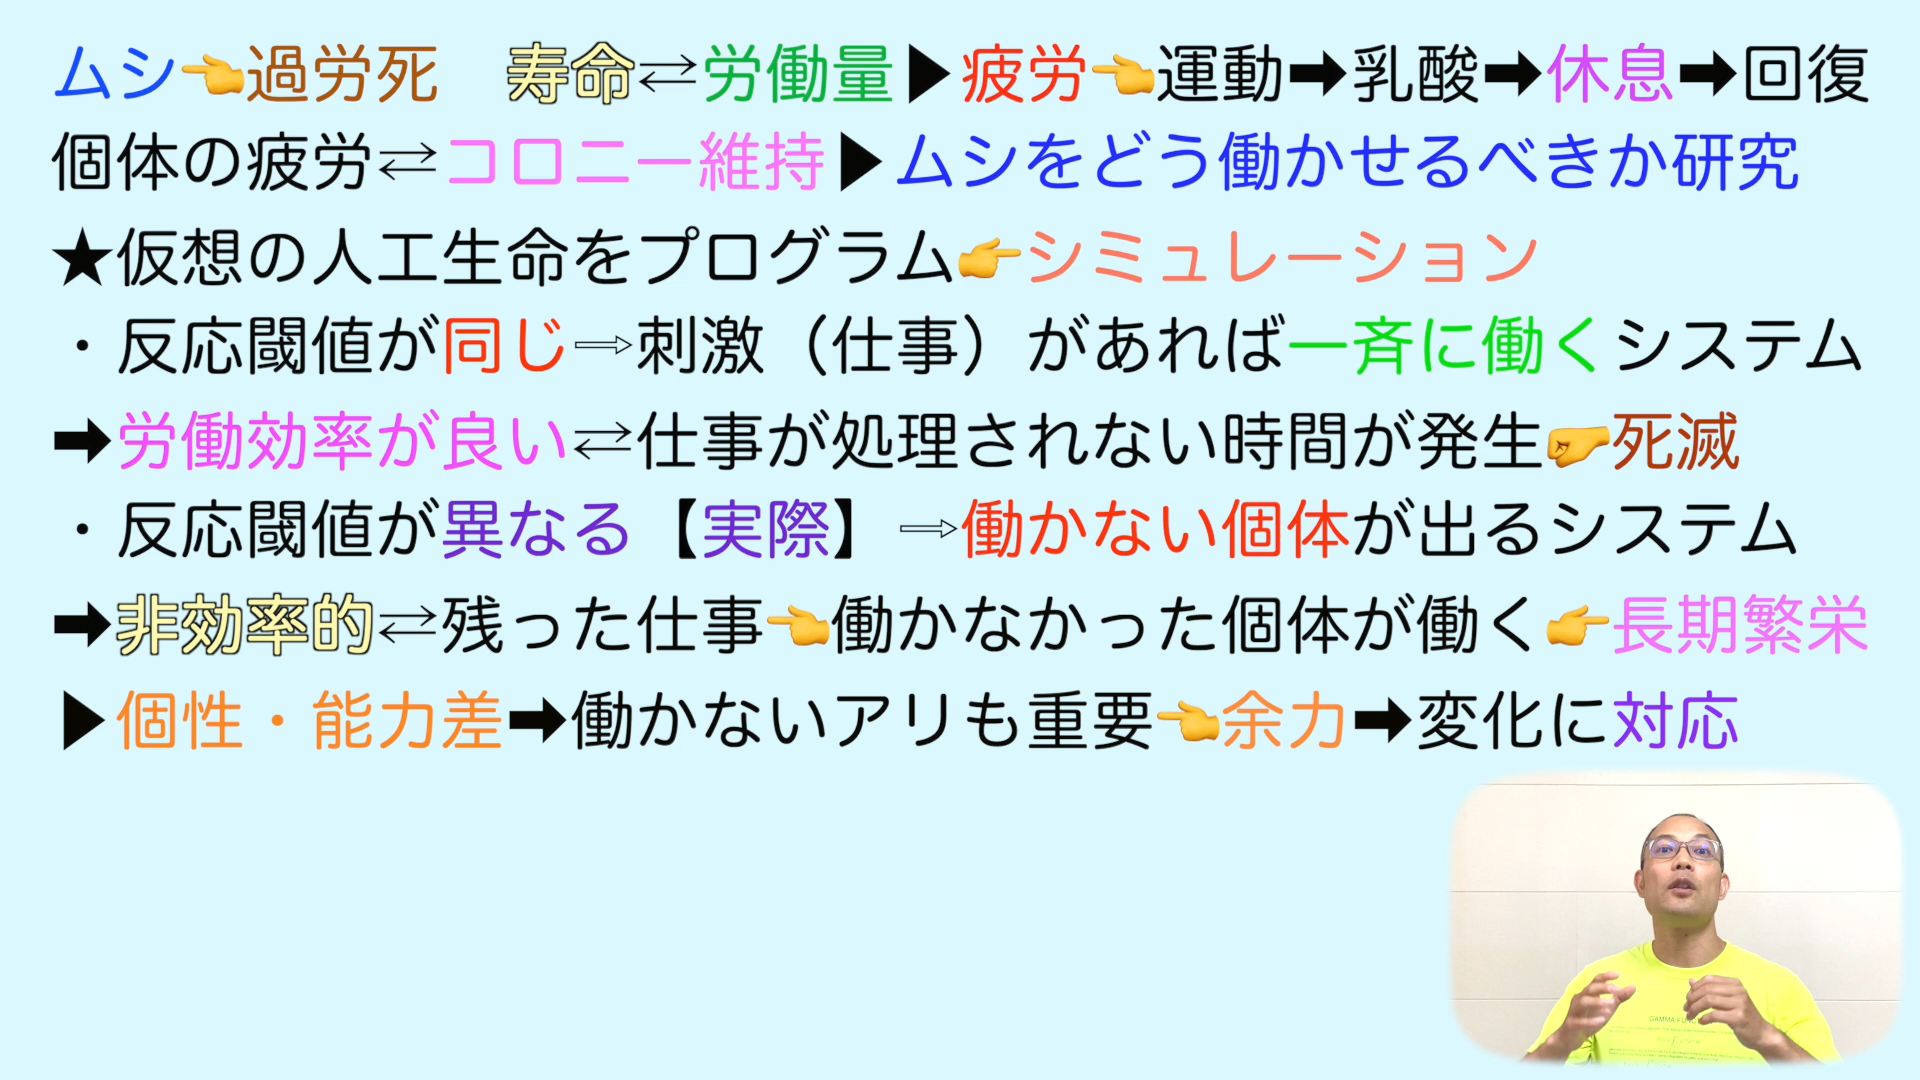 ムシ👈過労死　寿命⇄労働量▶疲労👈運動➡乳酸➡休息➡回復
個体の疲労⇄コロニー維持▶ムシをどう働かせるべきか研究
★仮想の人工生命をプログラム👉シミュレーション
・反応閾値が同じ⇨刺激（仕事）があれば一斉に働くシステム
➡労働効率が良い⇄仕事が処理されない時間が発生🤛死滅
・反応閾値が異なる【実際】⇨働かない個体が出るシステム
➡非効率的⇄残った仕事👈働かなかった個体が働く👉長期繁栄
▶個性・能力差➡働かないアリも重要👈余力➡変化に対応